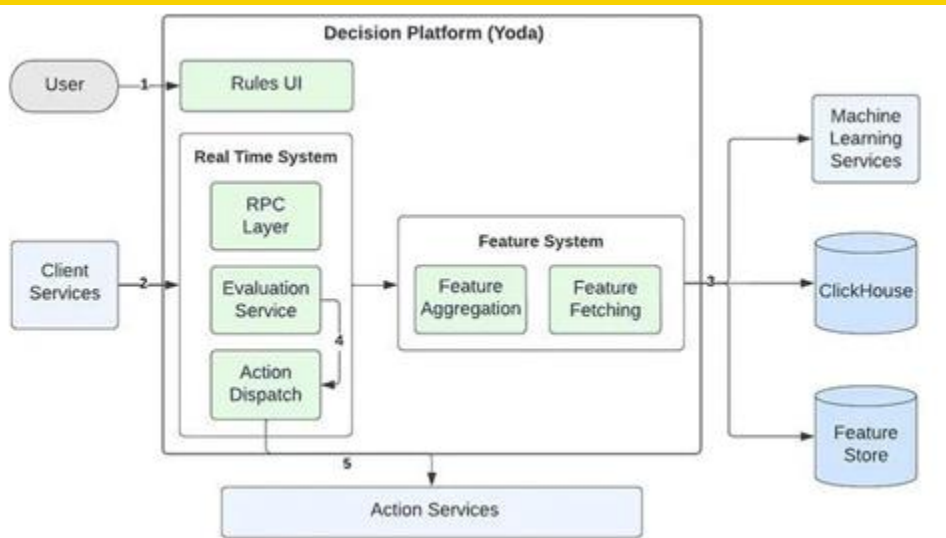 Decision Platform (Yoda)
User
1
Rules UI
Real Time System
RPC
Layer
Client
Services
2
Evaluation
Service
4
Action
Dispatch
Feature System
Feature
Aggregation
Feature
Fetching
3
Machine
Learning
Services
ClickHouse
Feature
Store
5
Action Services